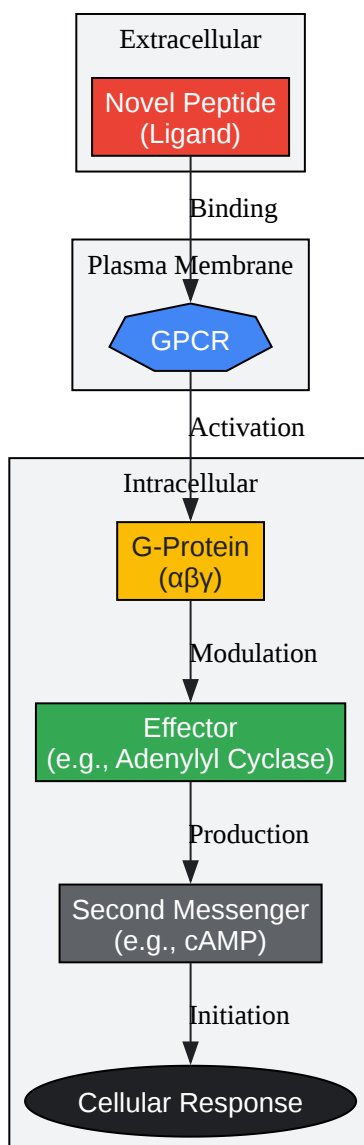 Extracellular
Novel Peptide
(Ligand)
Binding
Plasma Membrane
GPCR
Activation
Intracellular
G-Protein
(αβγ)
Modulation
Effector
(e.g., Adenylyl Cyclase)
Production
Second Messenger
(e.g., cAMP)
Initiation
Cellular Response